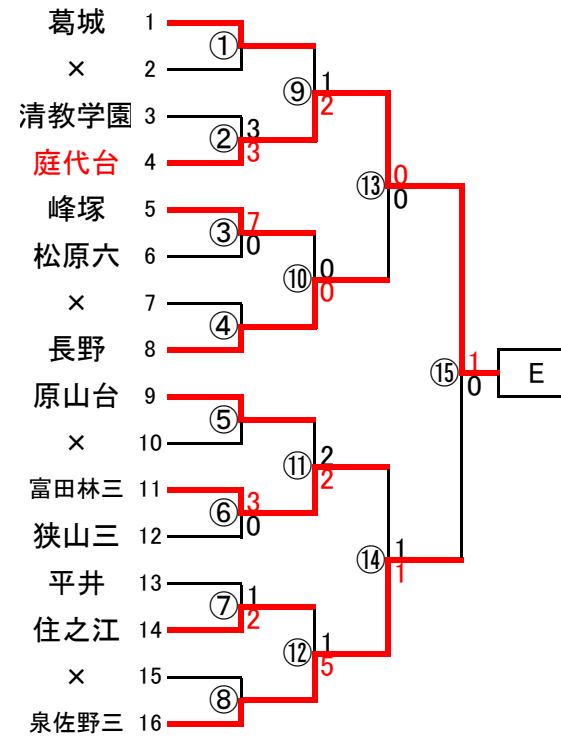 葛城 1
①
× 2
⑨ 1
2
清教学園 3
② 3
3
庭代台 4
⑬ 0
0
峰塚 5
③ 7
0
松原六 6
⑩ 0
0
× 7
④
長野 8
⑮ 1
0
E
原山台 9
⑤
× 10
⑪ 2
2
富田林三 11
⑥ 3
0
狭山三 12
⑭ 1
1
平井 13
⑦ 1
2
住之江 14
⑫ 1
5
× 15
⑧
泉佐野三 16